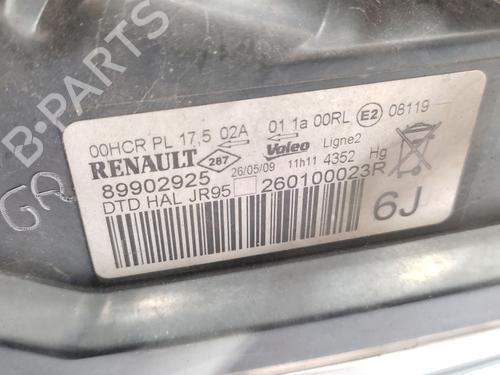 B-PARTS
00HCR PL 17,5 02A 01 1a 00RL E2 08119
RENAULT 287 Valeo Ligne2 Hg
89902925 26/05/09 11h11 4352
DTD HAL JR95 260100023R
6J
B-PARTS